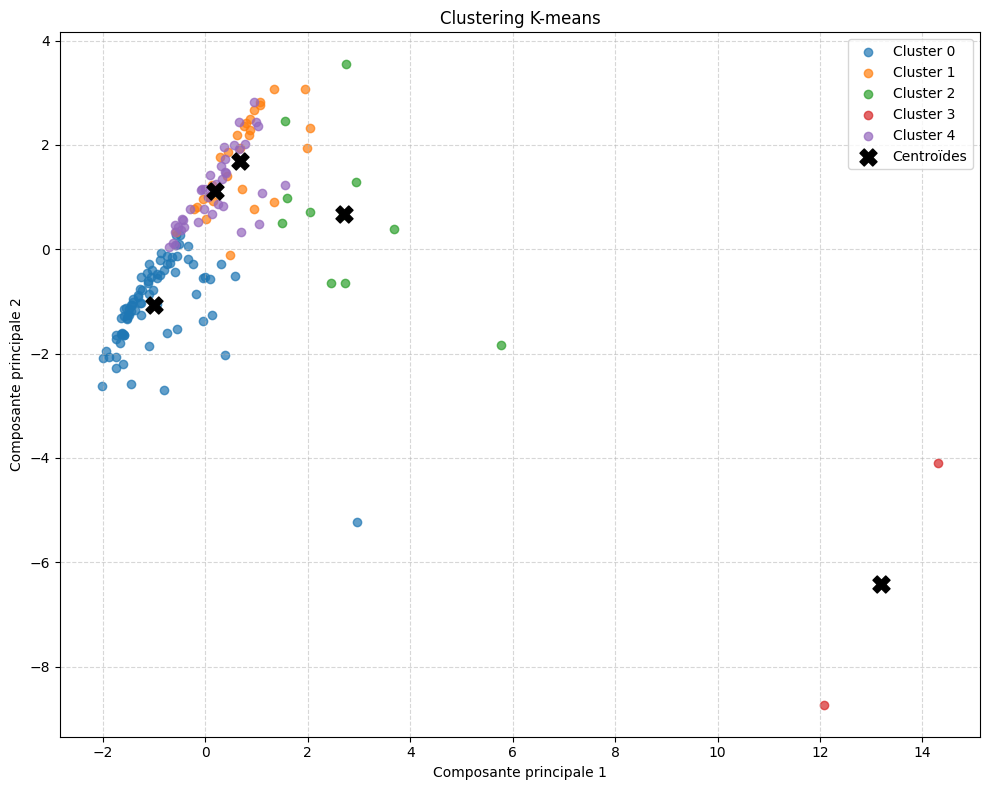 Clustering K-means
Cluster 0
Cluster 1
Cluster 2
Cluster 3
Cluster 4
Centroïdes
4
2
0
−2
−4
−6
−8
Composante principale 2
−2
0
2
4
6
8
10
12
14
Composante principale 1